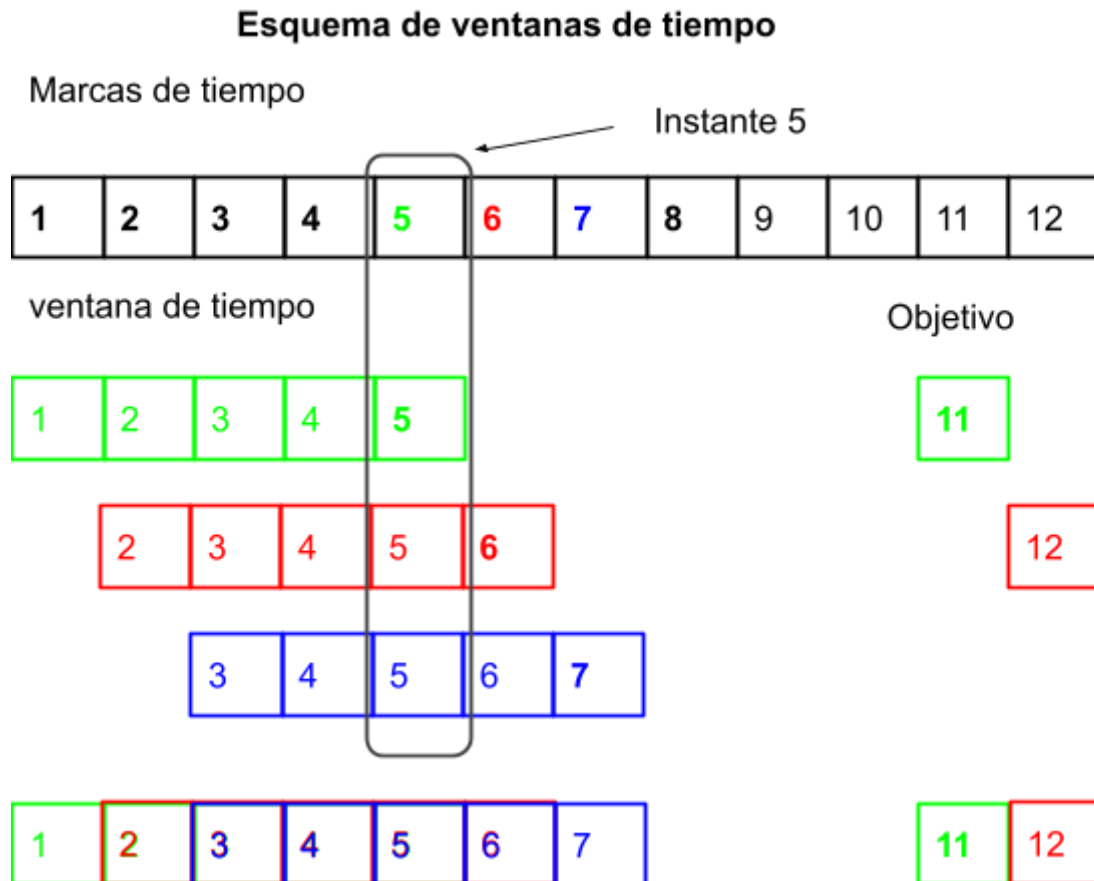 Esquema de ventanas de tiempo
Marcas de tiempo
Instante 5
1 2 3 4 5 6 7 8 9 10 11 12
ventana de tiempo
Objetivo
1 2 3 4 5 11
2 3 4 5 6 12
3 4 5 6 7
1 2 3 4 5 6 7 11 12